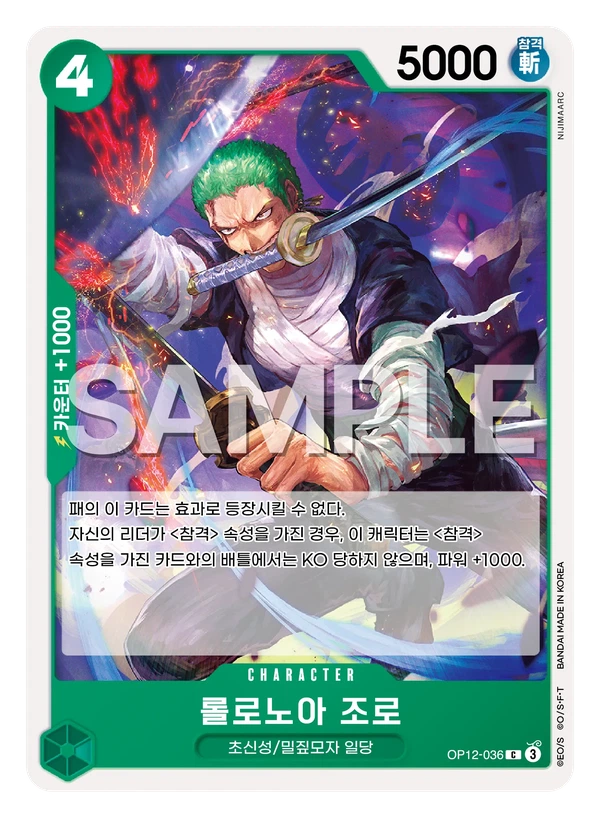 4
5000
참격
斬
NIJIMAARC
⚡카운터 +1000
SAMPLE
패의 이 카드는 효과로 등장시킬 수 없다.
자신의 리더가 <참격> 속성을 가진 경우, 이 캐릭터는 <참격>
속성을 가진 카드와의 배틀에서는 KO 당하지 않으며, 파워 +1000.
CHARACTER
롤로노아 조로
초신성/밀짚모자 일당
OP12-036 C 3
©EO/S ©O/S·F·T BANDAI MADE IN KOREA